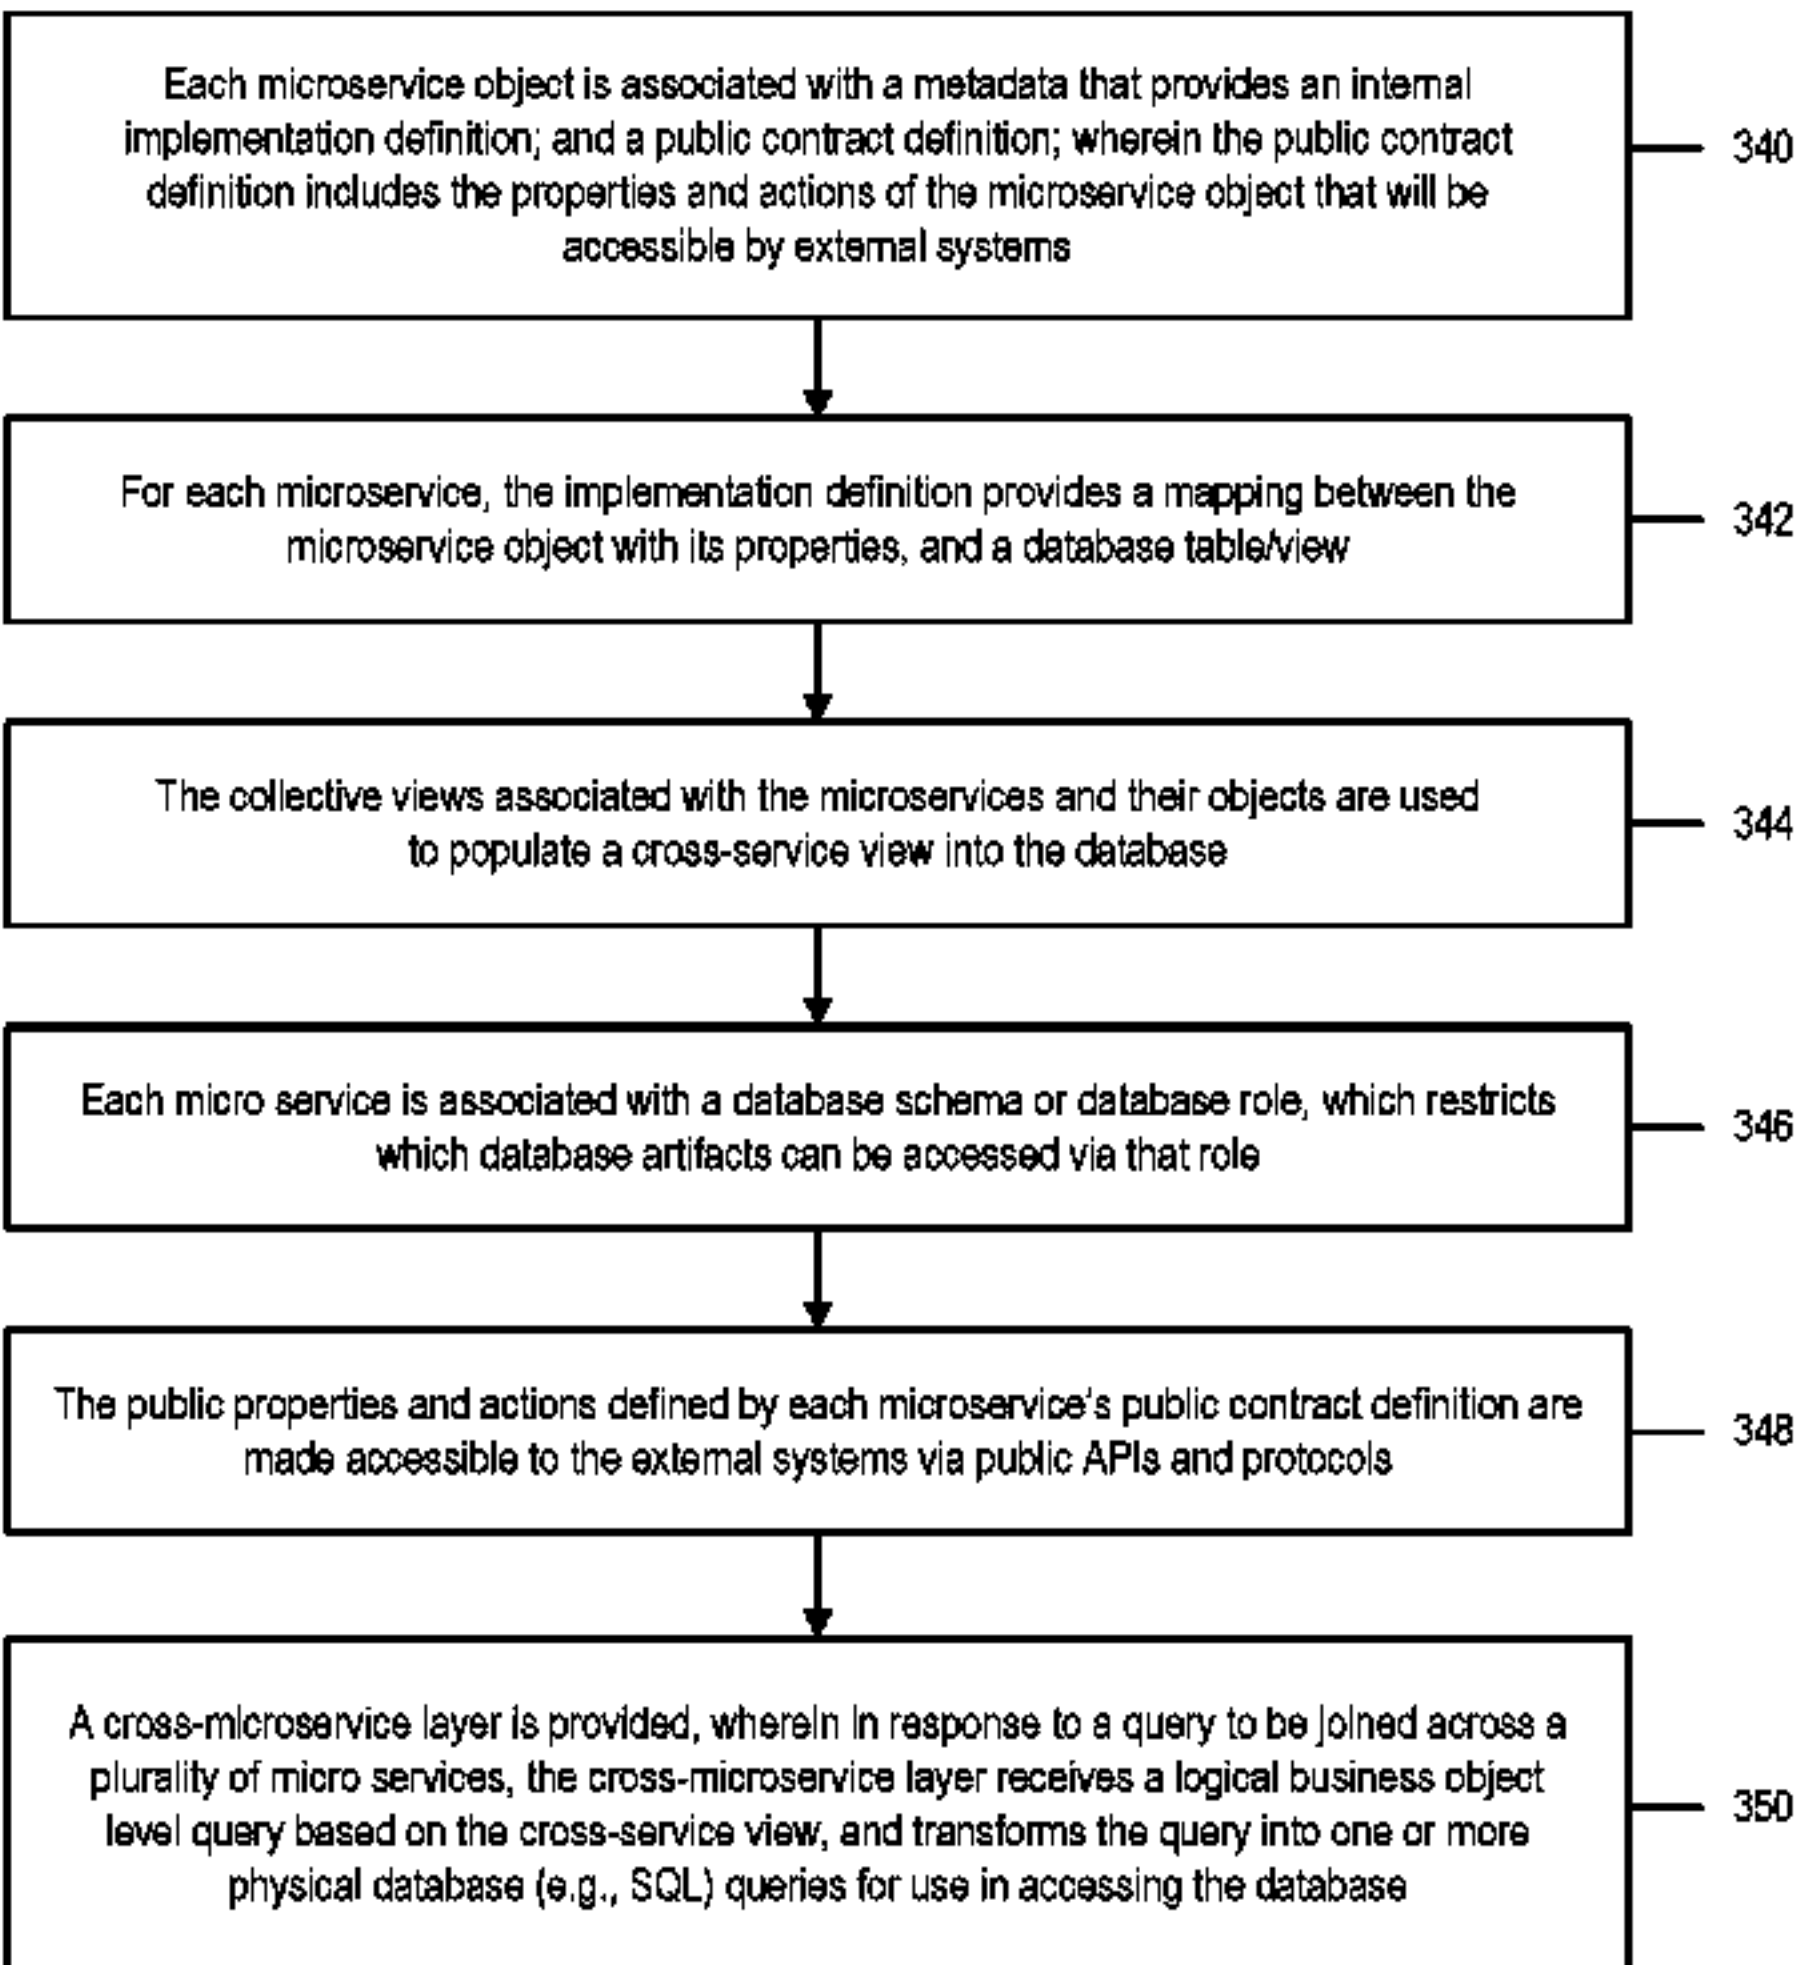 Each microservice object is associated with a metadata that provides an internal
implementation definition; and a public contract definition; wherein the public contract
definition includes the properties and actions of the microservice object that will be
accessible by external systems
340
For each microservice, the implementation definition provides a mapping between the
microservice object with its properties, and a database table/view
342
The collective views associated with the microservices and their objects are used
to populate a cross-service view into the database
344
Each micro service is associated with a database schema or database role, which restricts
which database artifacts can be accessed via that role
346
The public properties and actions defined by each microservice's public contract definition are
made accessible to the external systems via public APIs and protocols
348
A cross-microservice layer is provided, wherein in response to a query to be joined across a
plurality of micro services, the cross-microservice layer receives a logical business object
level query based on the cross-service view, and transforms the query into one or more
physical database (e.g., SQL) queries for use in accessing the database
350